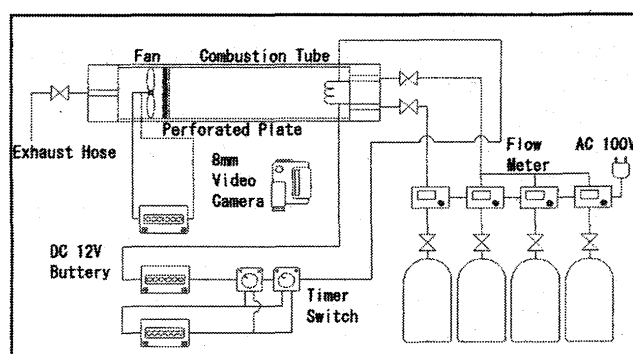 Fan
Combustion Tube
Perforated Plate
Exhaust Hose
8mm
Video
Camera
Flow
Meter
AC 100V
DC 12V
Buttery
Timer
Switch